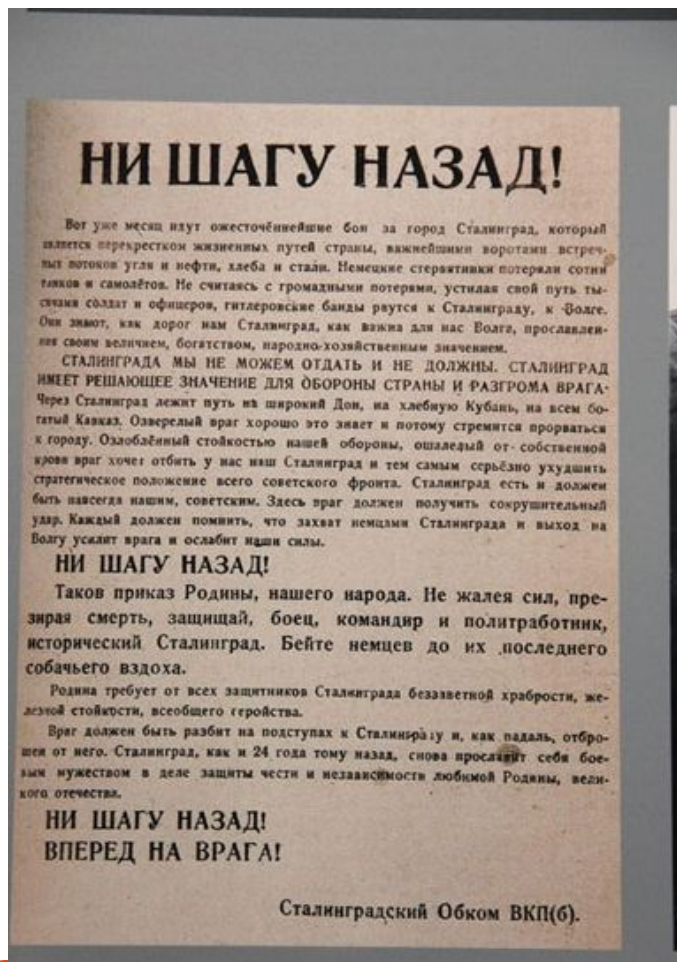 НИ ШАГУ НАЗАД!
Вот уже месяц идут ожесточённейшие бои за город Сталинград, который
является перекрестком жизненных путей страны, важнейшими воротами встреч-
ных потоков угля и нефти, хлеба и стали. Немецкие стервятники потеряли сотни
танков и самолётов. Не считаясь с громадными потерями, устилая свой путь ты-
сячами солдат и офицеров, гитлеровские банды рвутся к Сталинграду, к Волге.
Они знают, как дорог нам Сталинград, как важна для нас Волга, прославлен-
ная своим величием, богатством, народно-хозяйственным значением.
СТАЛИНГРАДА МЫ НЕ МОЖЕМ ОТДАТЬ И НЕ ДОЛЖНЫ. СТАЛИНГРАД
ИМЕЕТ РЕШАЮЩЕЕ ЗНАЧЕНИЕ ДЛЯ ОБОРОНЫ СТРАНЫ И РАЗГРОМА ВРАГА.
Через Сталинград лежит путь на широкий Дон, на хлебную Кубань, на всем бо-
гатый Кавказ. Озверелый враг хорошо это знает и потому стремится прорваться
к городу. Озлоблённый стойкостью нашей обороны, ошалелый от собственной
крови враг хочет отбить у нас наш Сталинград и тем самым серьёзно ухудшить
стратегическое положение всего советского фронта. Сталинград есть и должен
быть навсегда нашим, советским. Здесь враг должен получить сокрушительный
удар. Каждый должен помнить, что захват немцами Сталинграда и выход на
Волгу усилит врага и ослабит наши силы.
НИ ШАГУ НАЗАД!
Таков приказ Родины, нашего народа. Не жалея сил, пре-
зирая смерть, защищай, боец, командир и политработник,
исторический Сталинград. Бейте немцев до их последнего
собачьего вздоха.
Родина требует от всех защитников Сталинграда беззаветной храбрости, же-
лезной стойкости, всеобщего геройства.
Враг должен быть разбит на подступах к Сталинграду и, как падаль, отбро-
шен от него. Сталинград, как и 24 года тому назад, снова прославит себя бое-
вым мужеством в деле защиты чести и независимости любимой Родины, вели-
кого отечества.
НИ ШАГУ НАЗАД!
ВПЕРЕД НА ВРАГА!
Сталинградский Обком ВКП(б).